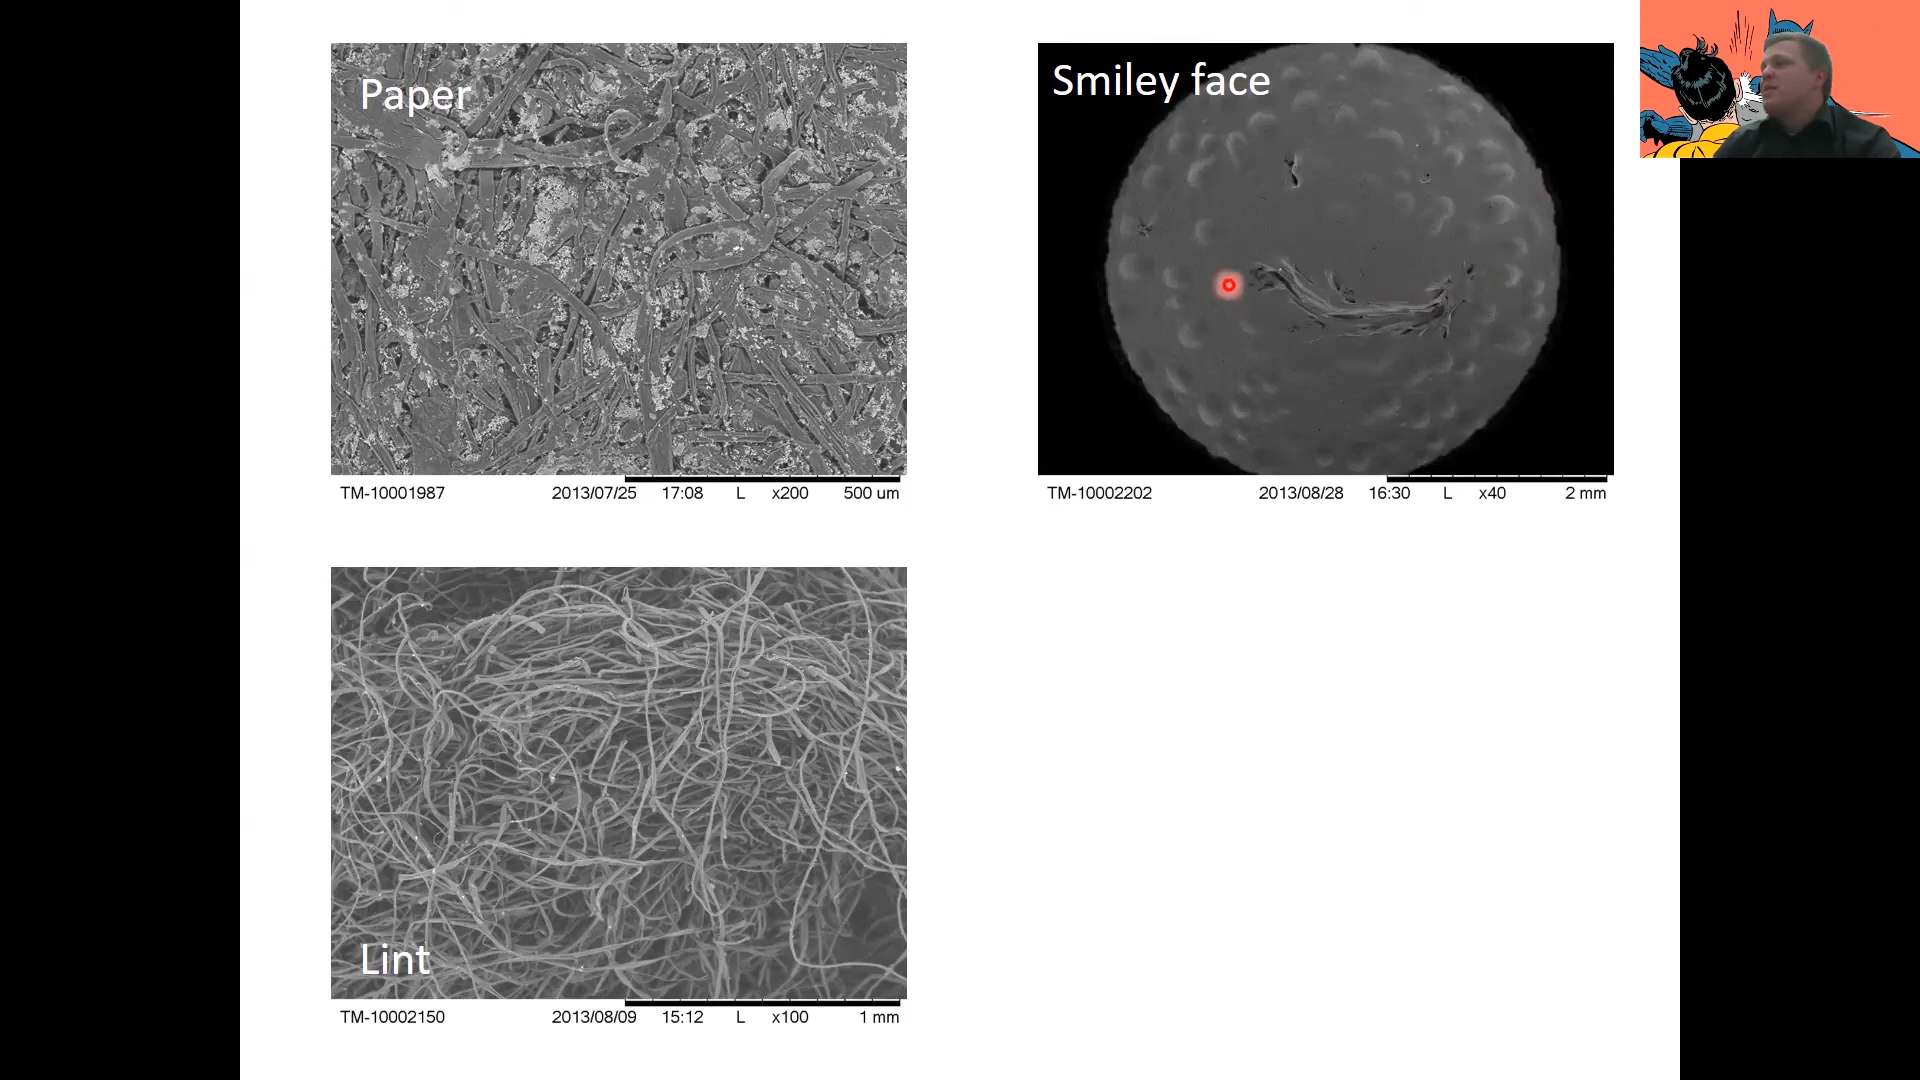 Paper
TM-10001987 2013/07/25 17:08 L x200 500 um
Smiley face
TM-10002202 2013/08/28 16:30 L x40 2 mm
Lint
TM-10002150 2013/08/09 15:12 L x100 1 mm